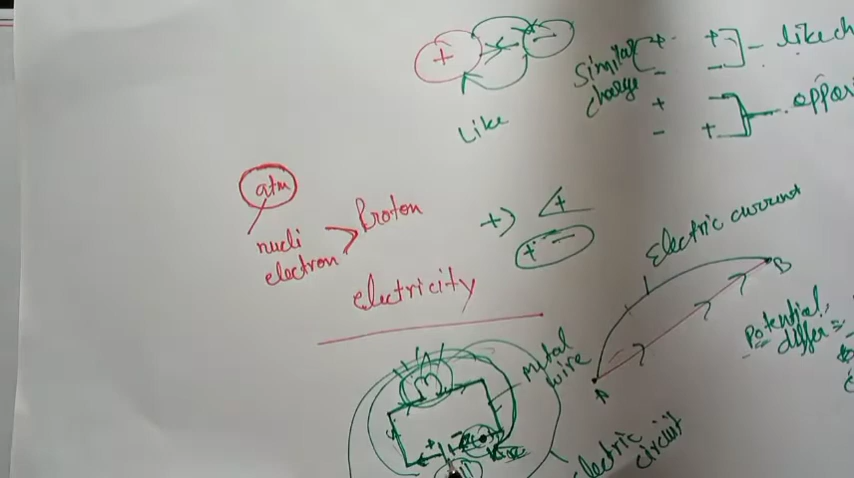 + −
Like
Similar charge
+ + - like ch
− −
+ − - oppos
− +
atm
nucli
electron
Proton
+) +
+ −
electricity
Electric current
A
B
Potential
differ =
Metal
wire
+
Electric
circuit